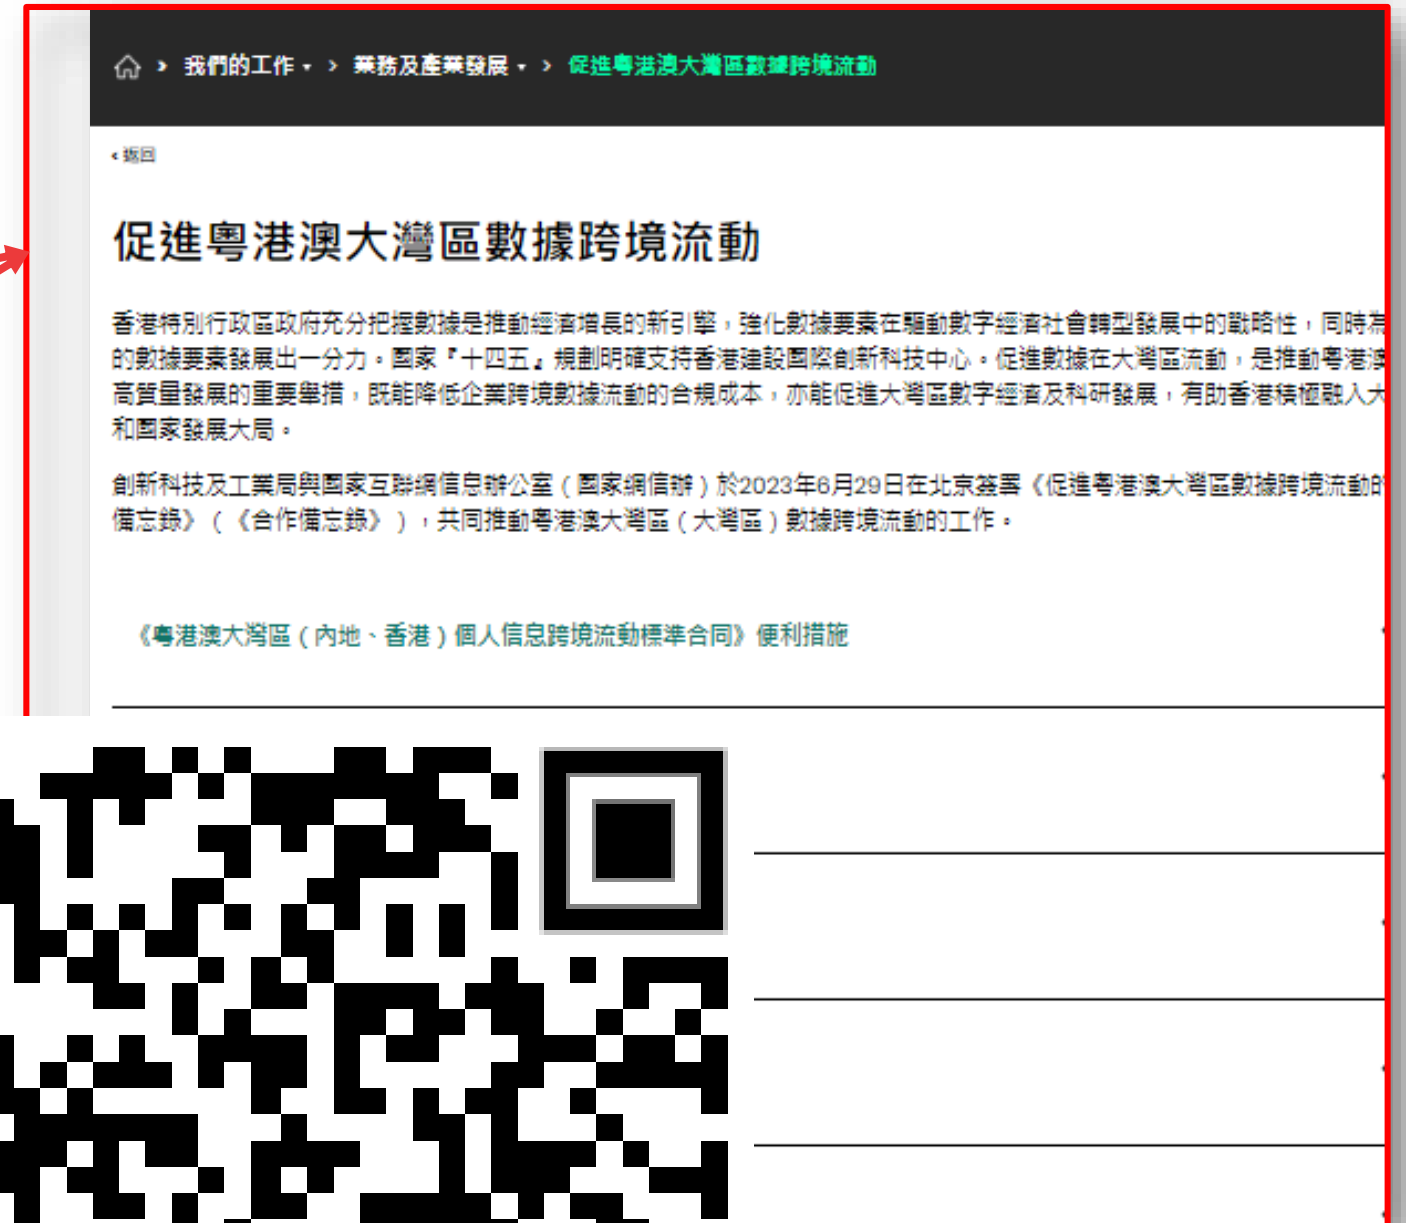 我們的工作 › 業務及產業發展 › 促進粵港澳大灣區數據跨境流動
‹ 返回
促進粵港澳大灣區數據跨境流動
香港特別行政區政府充分把握數據是推動經濟增長的新引擎，強化數據要素在驅動數字經濟社會轉型發展中的戰略性，同時為
的數據要素發展出一分力。國家『十四五』規劃明確支持香港建設國際創新科技中心。促進數據在大灣區流動，是推動粵港澳
高質量發展的重要舉措，既能降低企業跨境數據流動的合規成本，亦能促進大灣區數字經濟及科研發展，有助香港積極融入大
和國家發展大局。
創新科技及工業局與國家互聯網信息辦公室（國家網信辦）於2023年6月29日在北京簽署《促進粵港澳大灣區數據跨境流動的
備忘錄》（《合作備忘錄》），共同推動粵港澳大灣區（大灣區）數據跨境流動的工作。
《粵港澳大灣區（內地、香港）個人信息跨境流動標準合同》便利措施